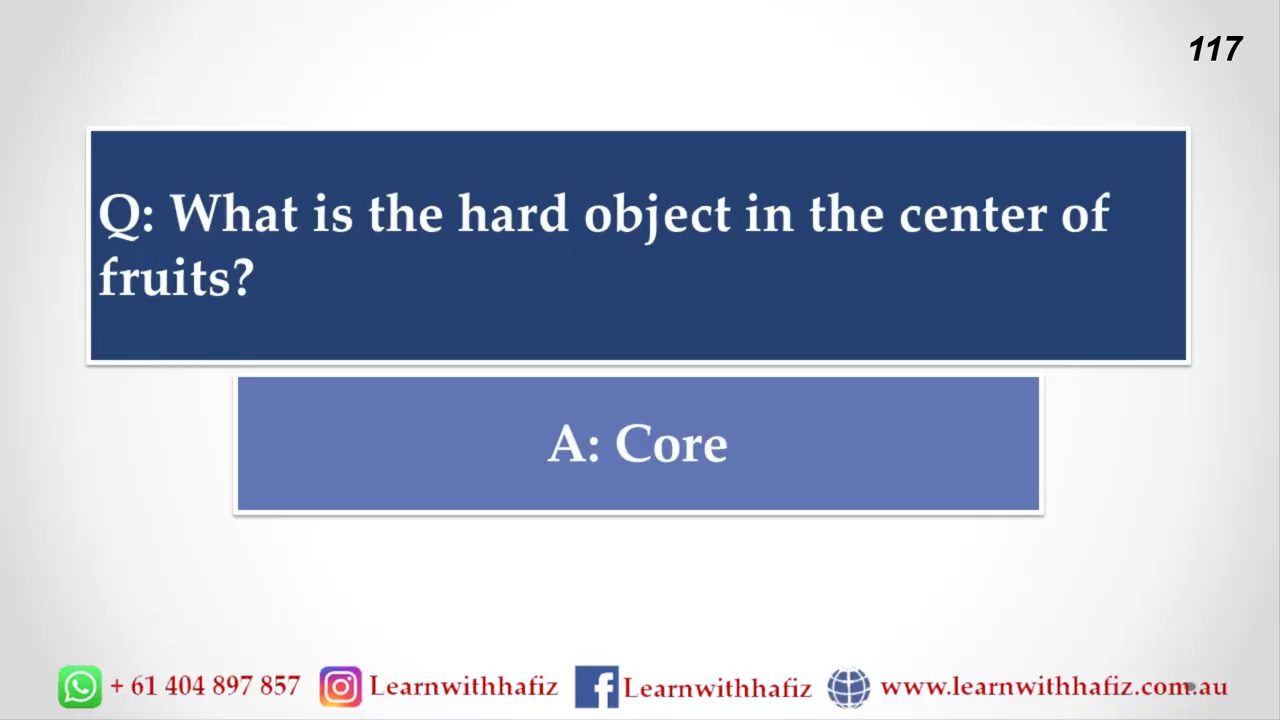 117
Q: What is the hard object in the center of
fruits?
A: Core
+ 61 404 897 857 Learnwithhafiz Learnwithhafiz www.learnwithhafiz.com.au